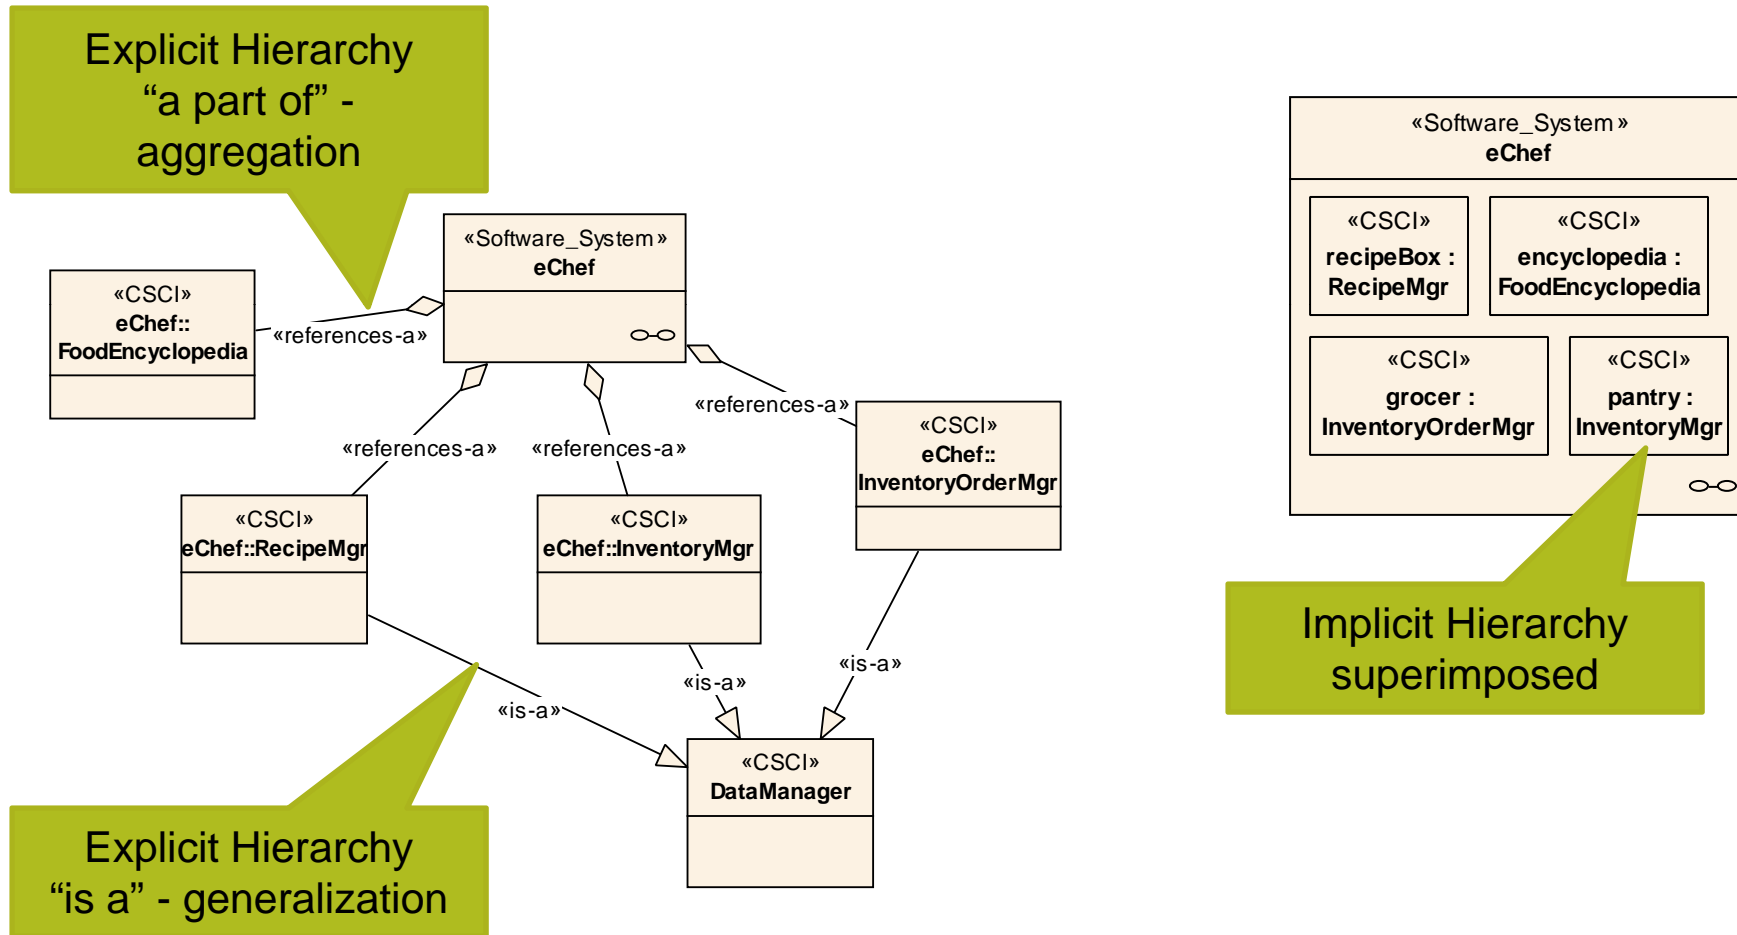 Explicit Hierarchy
“a part of” -
aggregation
«Software_System»
eChef
«CSCI»
eChef::
FoodEncyclopedia
«references-a»
«references-a»
«references-a»
«references-a»
«CSCI»
eChef::
InventoryOrderMgr
«CSCI»
eChef::RecipeMgr
«CSCI»
eChef::InventoryMgr
«is-a»
«is-a»
«is-a»
«CSCI»
DataManager
Explicit Hierarchy
“is a” - generalization
«Software_System»
eChef
«CSCI»
recipeBox :
RecipeMgr
«CSCI»
encyclopedia :
FoodEncyclopedia
«CSCI»
grocer :
InventoryOrderMgr
«CSCI»
pantry :
InventoryMgr
Implicit Hierarchy
superimposed